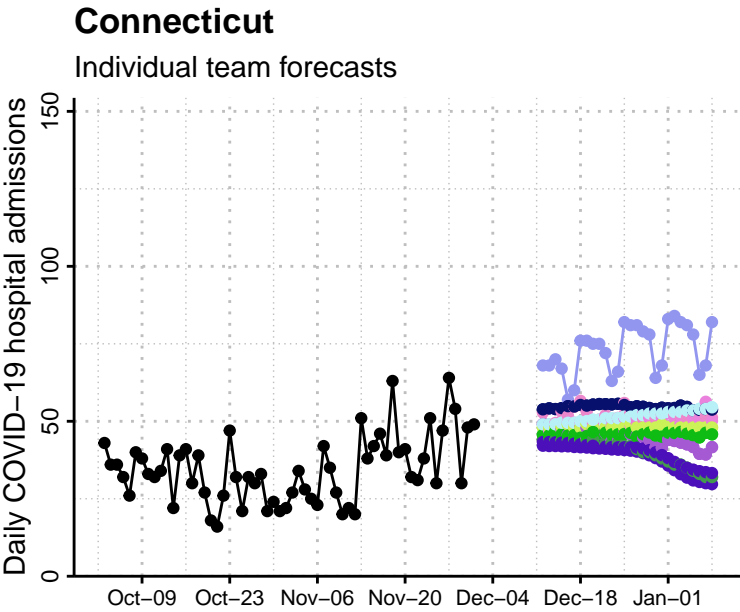 Connecticut
Individual team forecasts
Daily COVID−19 hospital admissions
150
100
50
0
Oct−09 Oct−23 Nov−06 Nov−20 Dec−04 Dec−18 Jan−01